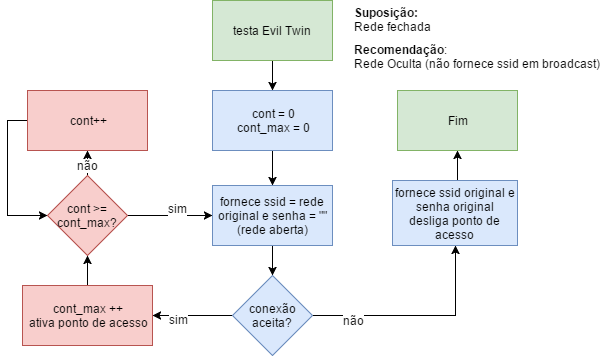 testa Evil Twin
Suposição:
Rede fechada
Recomendação:
Rede Oculta (não fornece ssid em broadcast)
cont++
cont = 0
cont_max = 0
Fim
não
cont >=
cont_max?
sim
fornece ssid = rede
original e senha = ""
(rede aberta)
fornece ssid original e
senha original
desliga ponto de
acesso
cont_max ++
ativa ponto de acesso
sim
conexão
aceita?
não